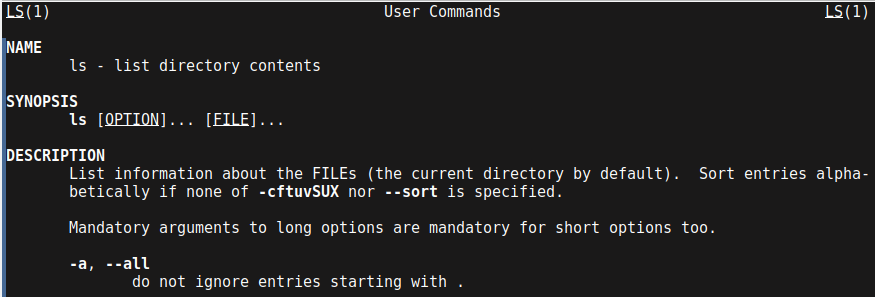 LS(1) User Commands LS(1)
NAME
ls - list directory contents
SYNOPSIS
ls [OPTION]... [FILE]...
DESCRIPTION
List information about the FILEs (the current directory by default).  Sort entries alpha-
betically if none of -cftuvSUX nor --sort is specified.
Mandatory arguments to long options are mandatory for short options too.
-a, --all
do not ignore entries starting with .